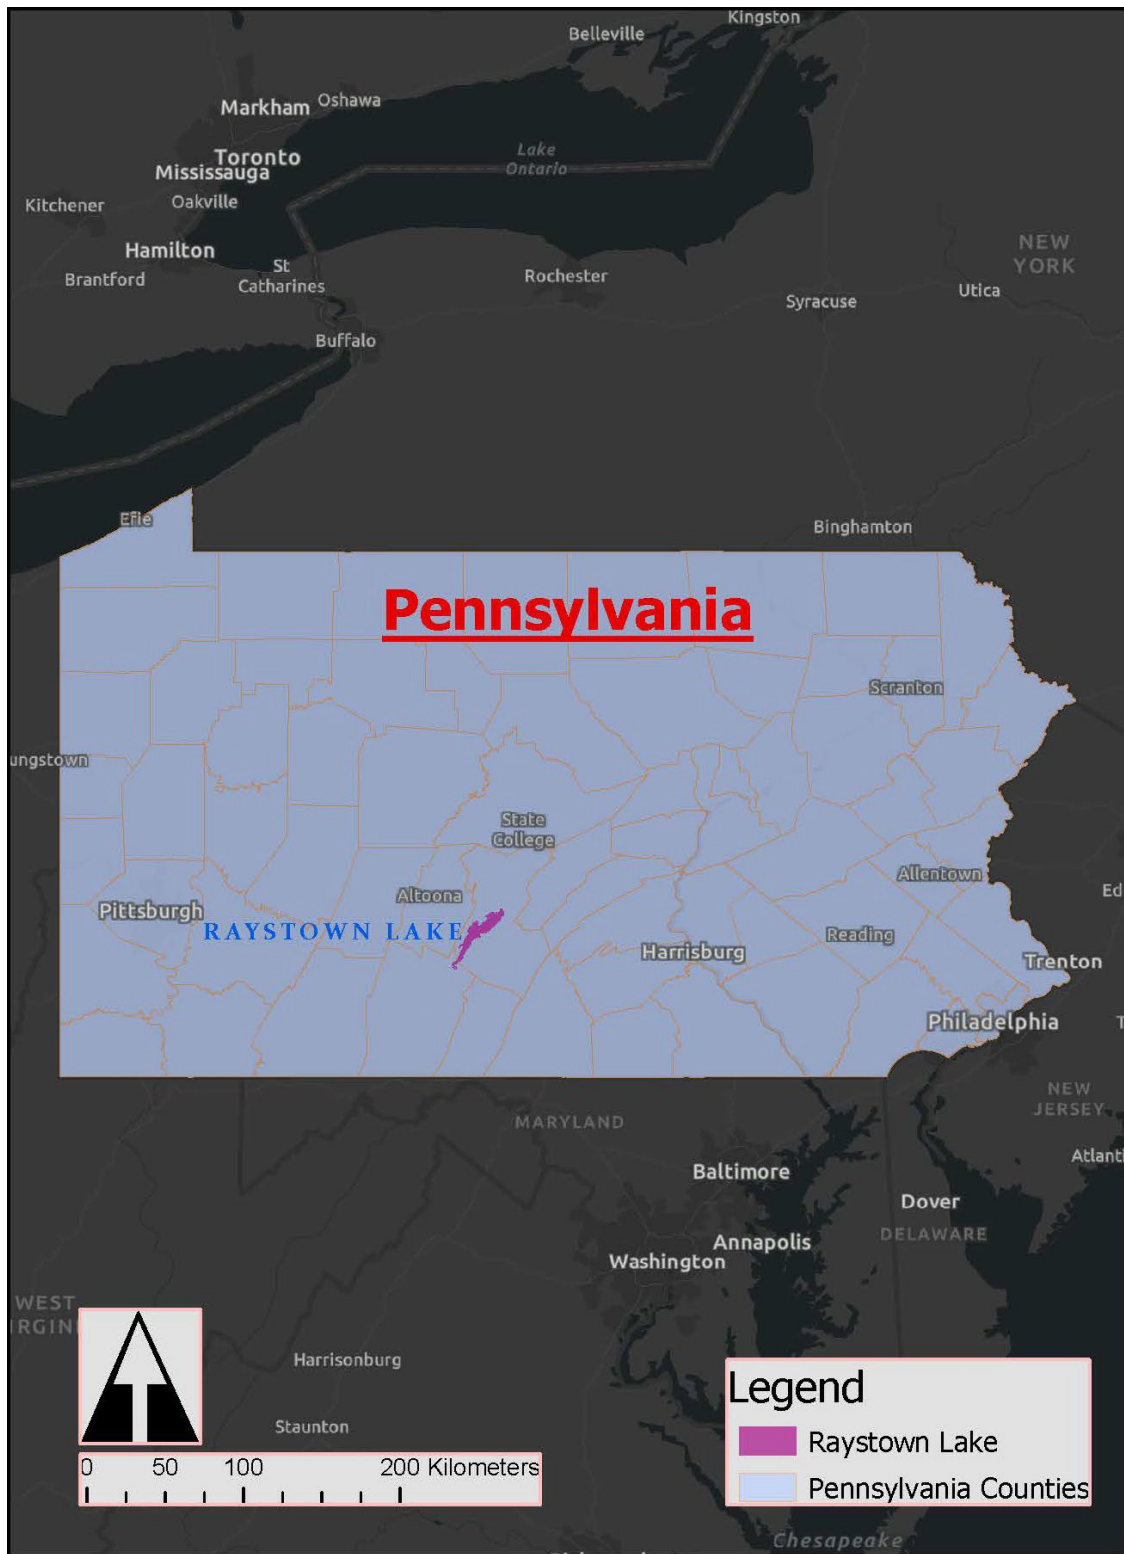 Kingston
Belleville
Markham
Oshawa
Toronto
Mississauga
Lake
Ontario
Kitchener
Oakville
Hamilton
Brantford
St
Catharines
Rochester
NEW
YORK
Utica
Syracuse
Buffalo
Erie
Binghamton
Pennsylvania
Scranton
ungstown
State
College
Allentown
Altoona
Ed
Pittsburgh
RAYSTOWN LAKE
Reading
Harrisburg
Trenton
Philadelphia
T
NEW
JERSEY
MARYLAND
Atlanti
Baltimore
Dover
DELAWARE
Annapolis
Washington
WEST
IRGINI
Harrisonburg
Staunton
Legend
Raystown Lake
Pennsylvania Counties
0 50 100 200 Kilometers
Chesapeake